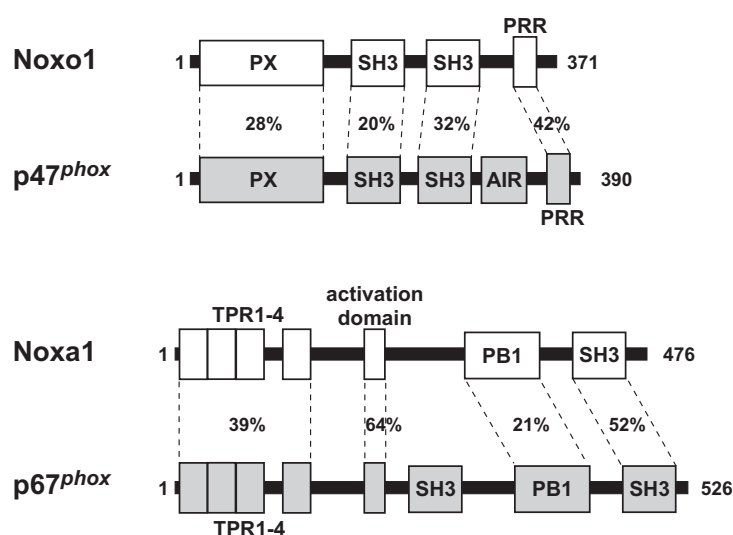 PRR
Noxo1 1 PX SH3 SH3 371
28% 20% 32% 42%
p47phox 1 PX SH3 SH3 AIR 390
PRR
activation
TPR1-4 domain
Noxa1 1 PB1 SH3 476
39% 64% 21% 52%
p67phox 1 SH3 PB1 SH3 526
TPR1-4